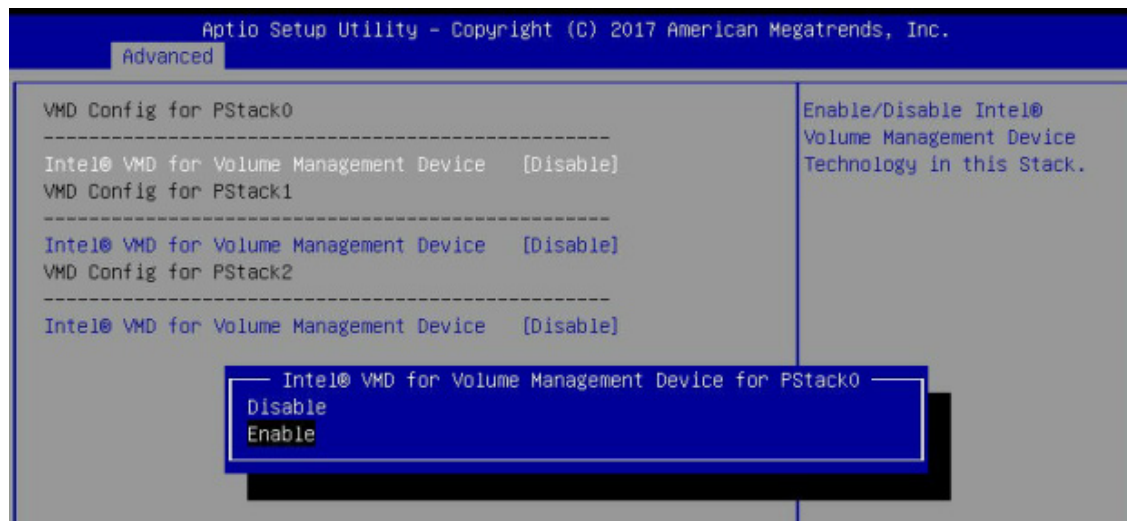 Aptio Setup Utility – Copyright (C) 2017 American Megatrends, Inc.
Advanced
VMD Config for PStack0
--------------------------------------------------
Intel® VMD for Volume Management Device [Disable]
VMD Config for PStack1
--------------------------------------------------
Intel® VMD for Volume Management Device [Disable]
VMD Config for PStack2
--------------------------------------------------
Intel® VMD for Volume Management Device [Disable]
Enable/Disable Intel®
Volume Management Device
Technology in this Stack.
Intel® VMD for Volume Management Device for PStack0
Disable
Enable